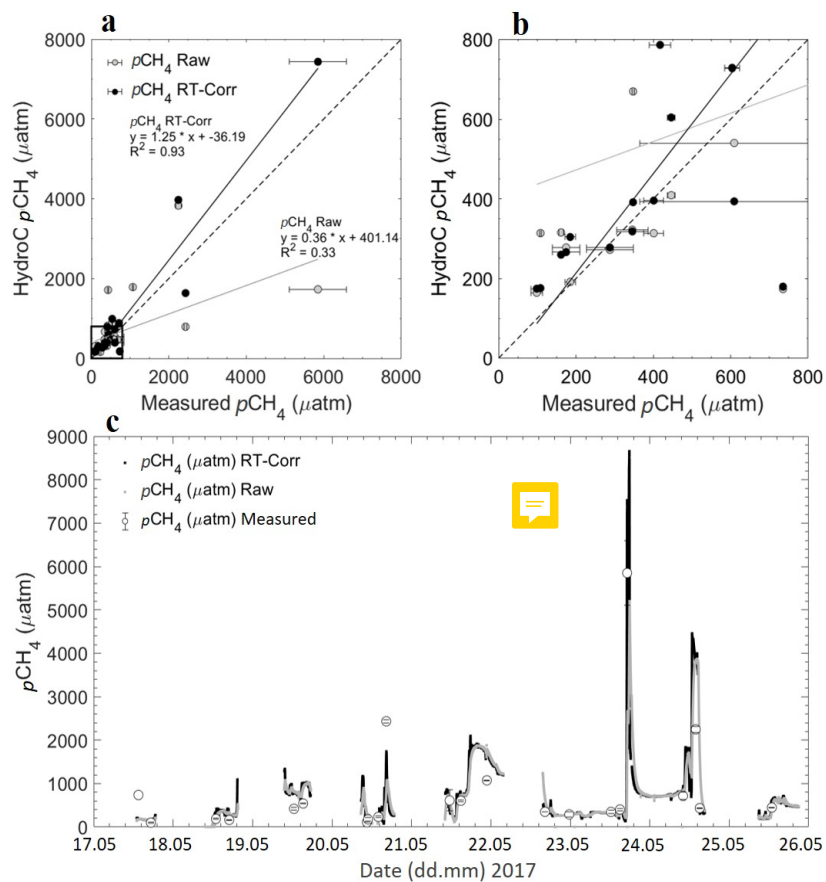 a
8000
6000
4000
2000
0
0 2000 4000 6000 8000
HydroC pCH4 (μatm)
Measured pCH4 (μatm)
pCH4 Raw
pCH4 RT-Corr
pCH4 RT-Corr
y = 1.25 * x + -36.19
R2 = 0.93
pCH4 Raw
y = 0.36 * x + 401.14
R2 = 0.33
b
800
600
400
200
0
0 200 400 600 800
HydroC pCH4 (μatm)
Measured pCH4 (μatm)
c
9000
8000
7000
6000
5000
4000
3000
2000
1000
0
pCH4 (μatm)
pCH4 (μatm) RT-Corr
pCH4 (μatm) Raw
pCH4 (μatm) Measured
17.05 18.05 19.05 20.05 21.05 22.05 23.05 24.05 25.05 26.05
Date (dd.mm) 2017